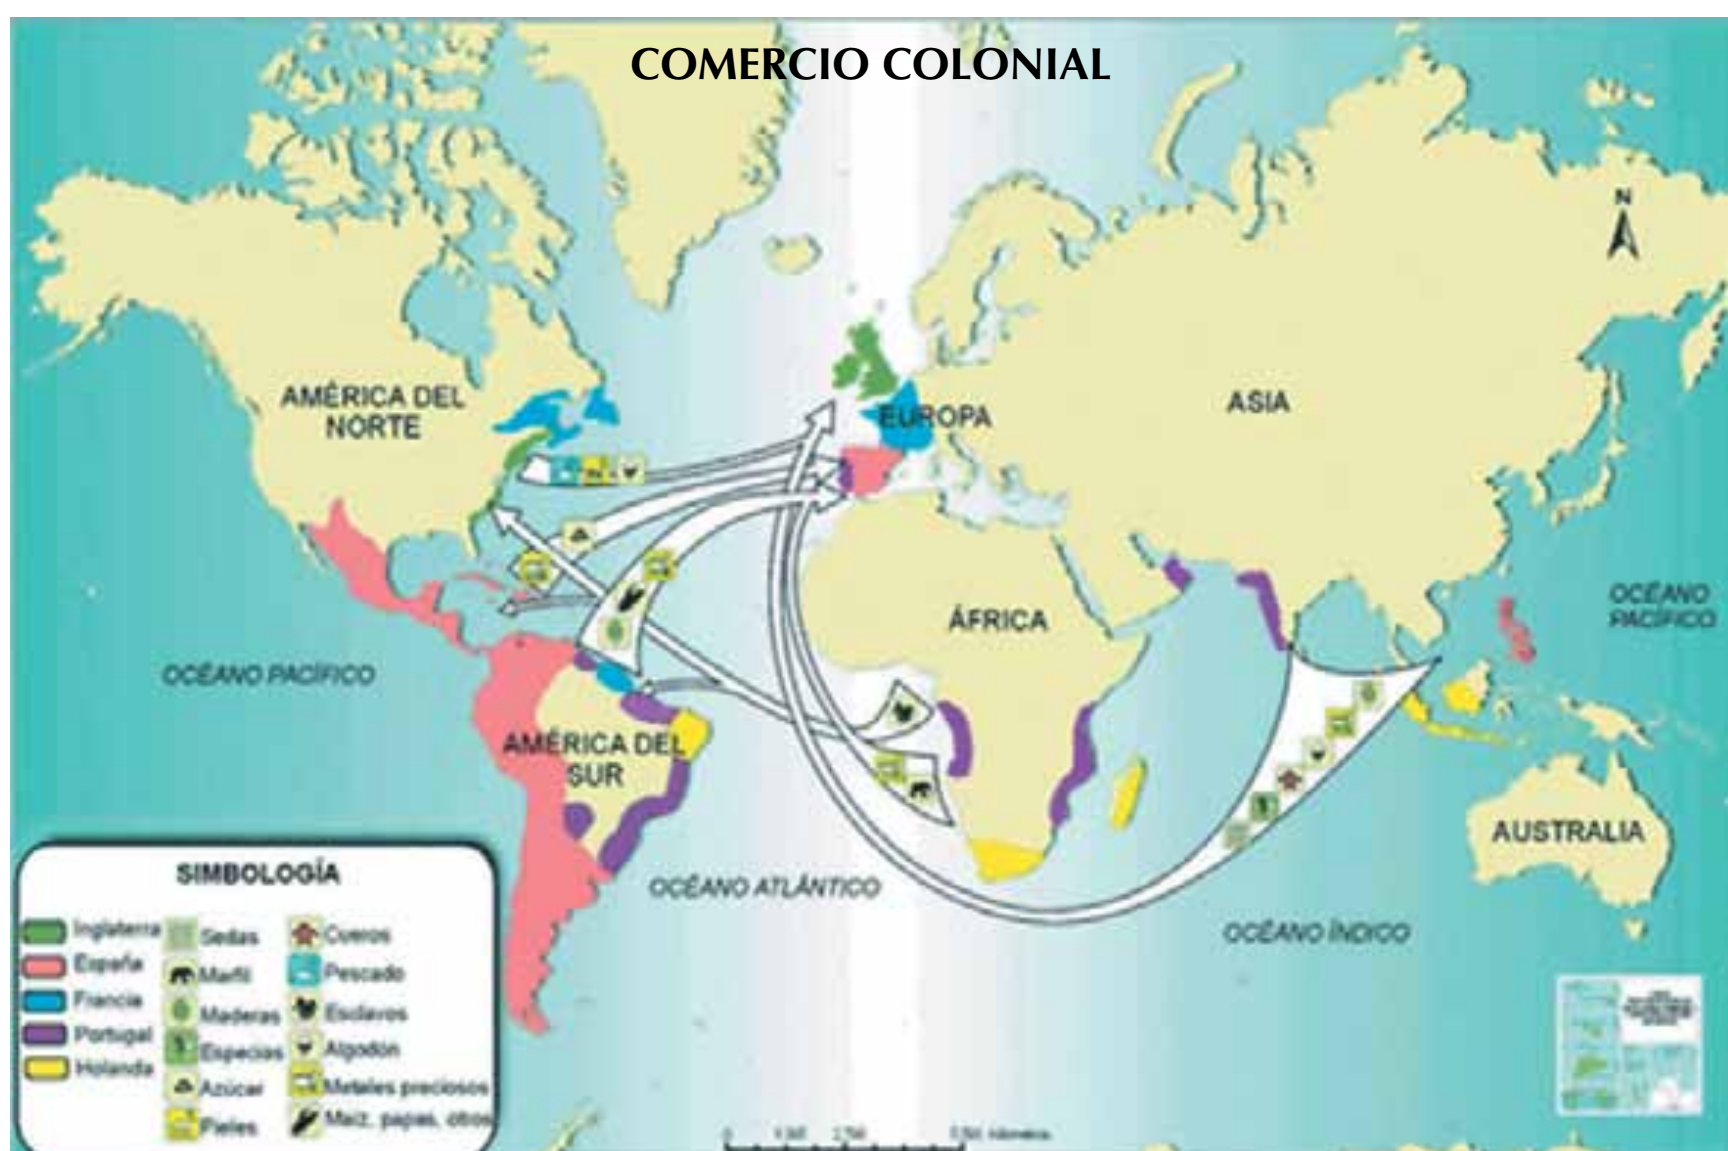 COMERCIO COLONIAL
N
AMÉRICA DEL
NORTE
EUROPA
ASIA
ÁFRICA
OCÉANO
PACÍFICO
OCÉANO PACÍFICO
AMÉRICA DEL
SUR
AUSTRALIA
OCÉANO ATLÁNTICO
OCÉANO ÍNDICO
SIMBOLOGÍA
Inglaterra
España
Francia
Portugal
Holanda
Sedas
Marfil
Maderas
Especias
Azúcar
Pieles
Cueros
Pescado
Esclavos
Algodón
Metales preciosos
Maiz, papas, otros
0